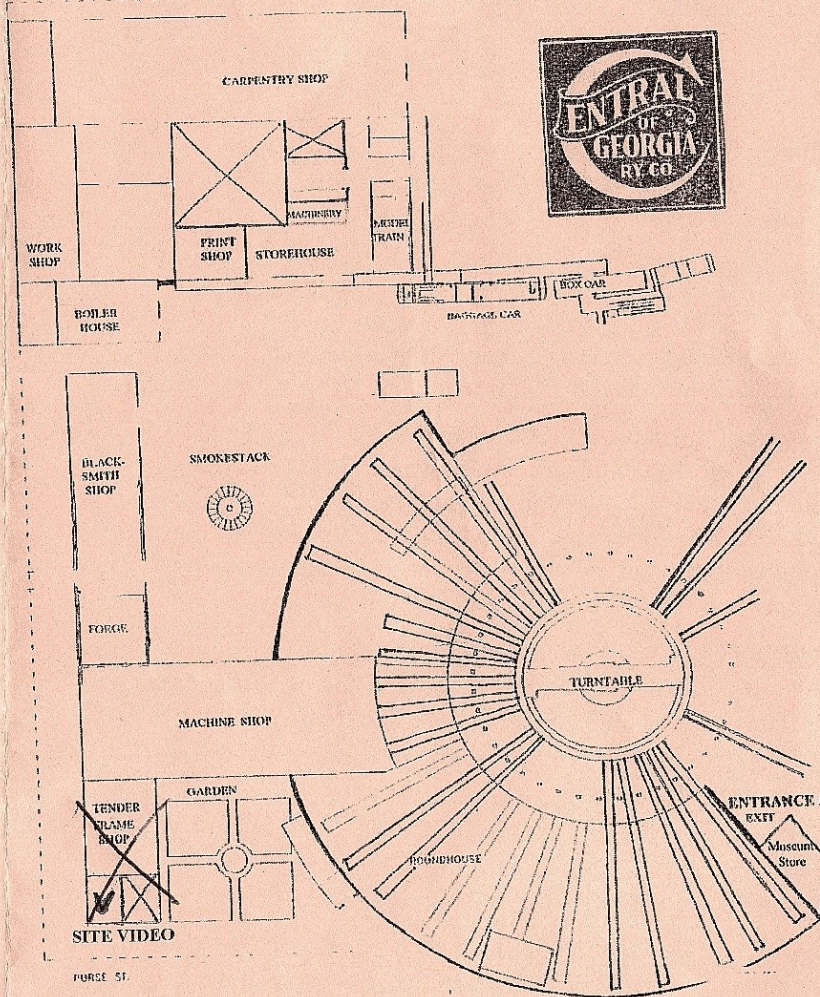 CARPENTRY SHOP
CENTRAL
OF
GEORGIA
RY. CO.
MACHINERY
WORK
SHOP
PRINT
SHOP
STOREHOUSE
MODEL
TRAIN
BOILER
HOUSE
BAGGAGE CAR
BOX CAR
BLACK-
SMITH
SHOP
SMOKESTACK
FORGE
TURNTABLE
MACHINE SHOP
TENDER
FRAME
SHOP
GARDEN
ROUNDHOUSE
ENTRANCE
EXIT
Museum
Store
SITE VIDEO
PURSE ST.